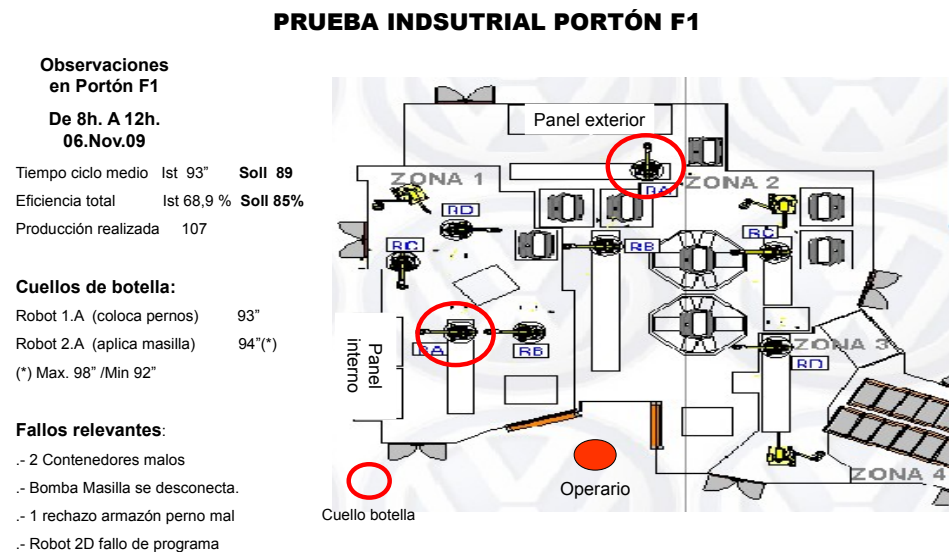 PRUEBA INDSUTRIAL PORTÓN F1
Observaciones
en Portón F1
De 8h. A 12h.
06.Nov.09
Tiempo ciclo medio Ist 93” Soll 89
Eficiencia total Ist 68,9 % Soll 85%
Producción realizada 107
Cuellos de botella:
Robot 1.A (coloca pernos) 93”
Robot 2.A (aplica masilla) 94”(*)
(*) Max. 98” /Min 92”
Fallos relevantes:
.- 2 Contenedores malos
.- Bomba Masilla se desconecta.
.- 1 rechazo armazón perno mal
.- Robot 2D fallo de programa
Panel exterior
ZONA 1
RA
ZONA 2
RD
RC
RB
RC
Panel
interno
RA
RB
ZONA 3
RD
ZONA 4
Operario
Cuello botella